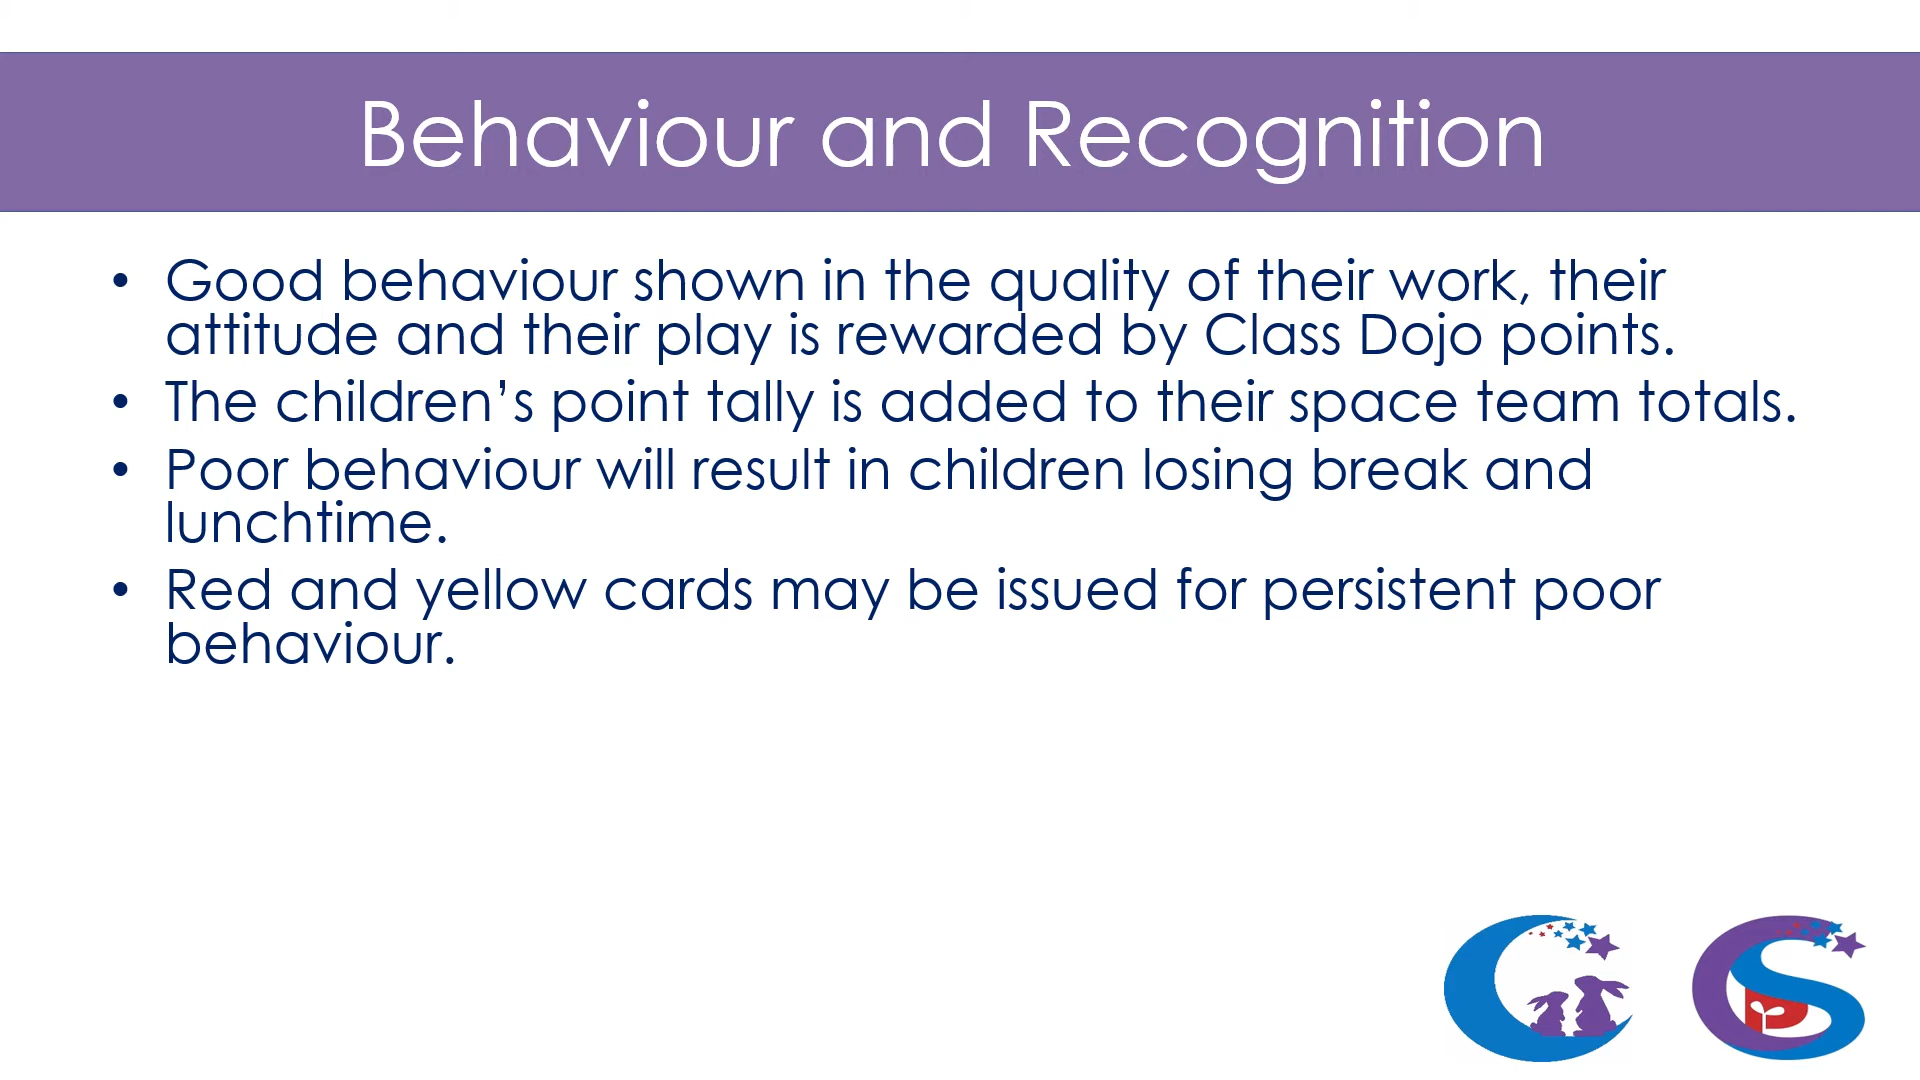 Behaviour and Recognition
• Good behaviour shown in the quality of their work, their
attitude and their play is rewarded by Class Dojo points.
• The children’s point tally is added to their space team totals.
• Poor behaviour will result in children losing break and
lunchtime.
• Red and yellow cards may be issued for persistent poor
behaviour.